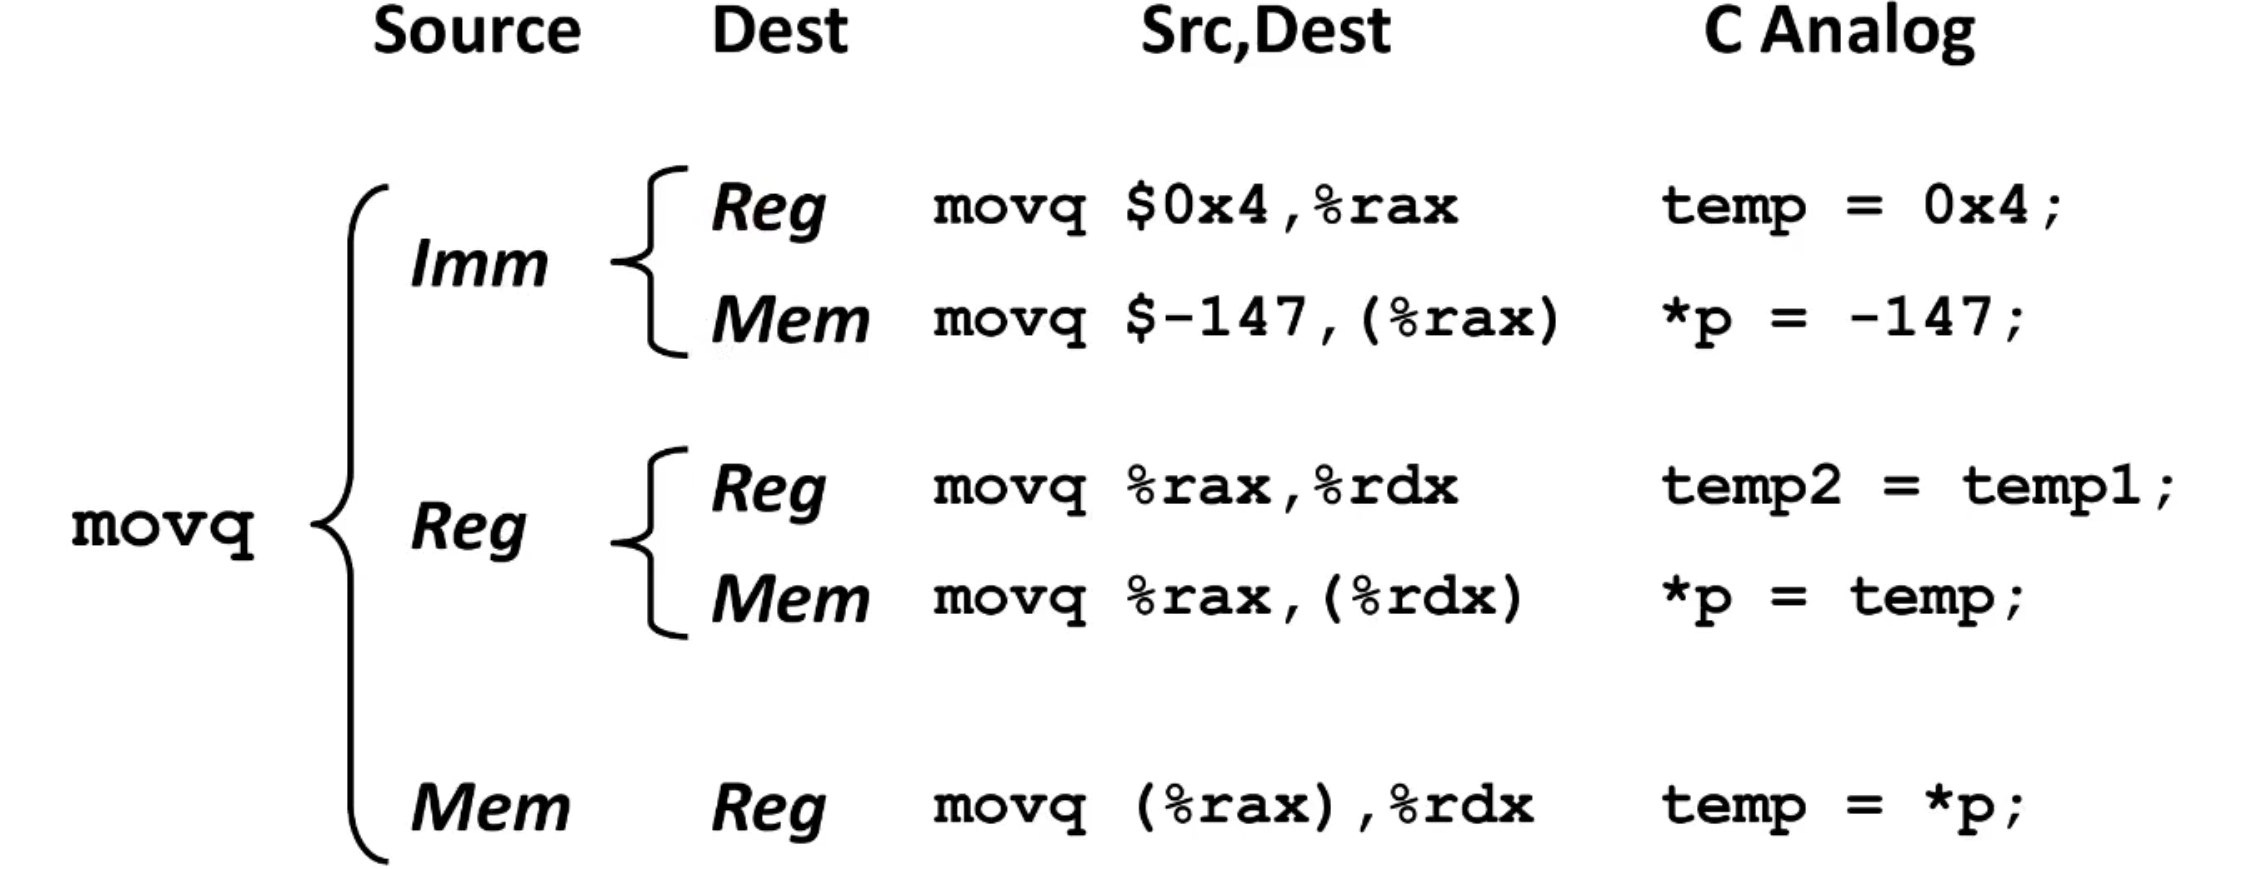 Source Dest Src,Dest C Analog
Reg movq $0x4,%rax temp = 0x4;
Imm
Mem movq $-147,(%rax) *p = -147;
Reg movq %rax,%rdx temp2 = temp1;
movq Reg
Mem movq %rax,(%rdx) *p = temp;
Mem Reg movq (%rax),%rdx temp = *p;